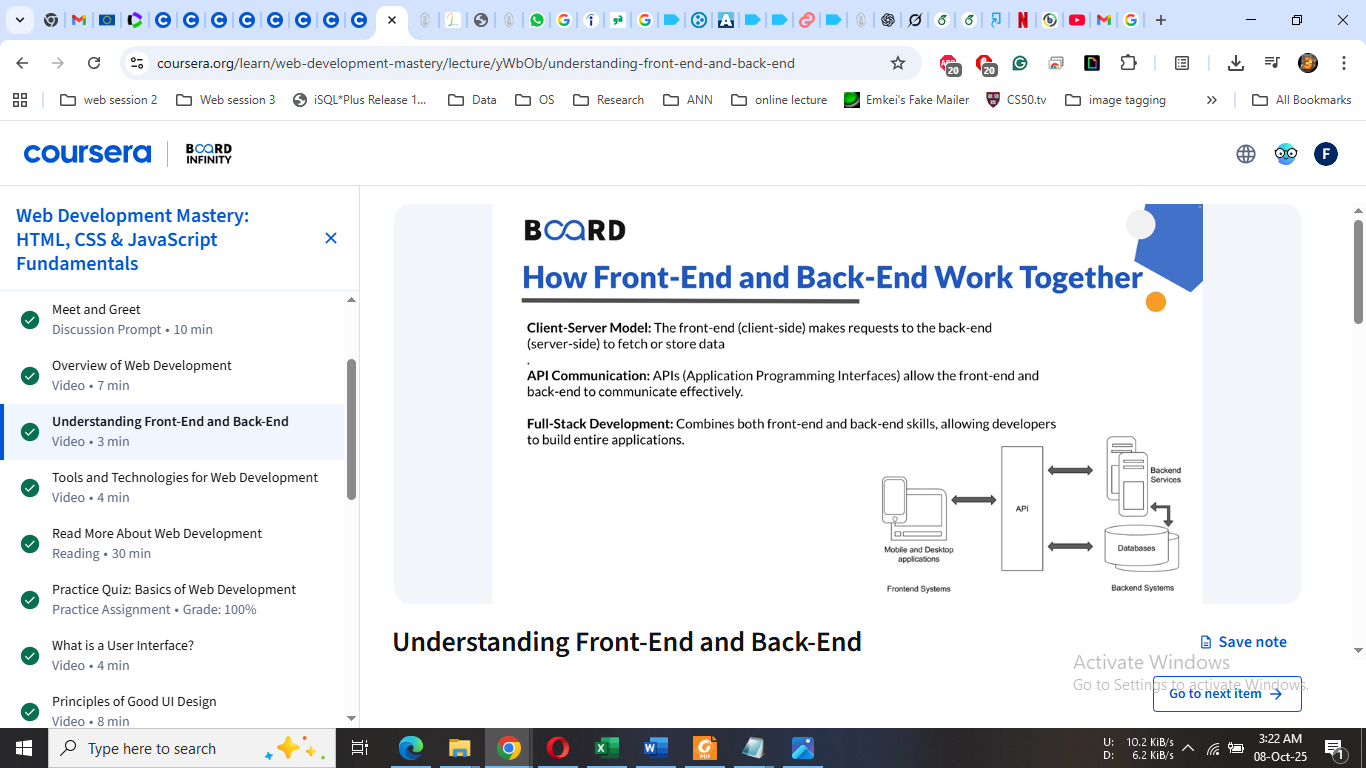 coursera.org/learn/web-development-mastery/lecture/yWbOb/understanding-front-end-and-back-end
20
20
web session 2
Web session 3
iSQL*Plus Release 1...
Data
OS
Research
ANN
online lecture
Emkei's Fake Mailer
CS50.tv
image tagging
»
All Bookmarks
coursera
BOARD
INFINITY
F
Web Development Mastery:
HTML, CSS & JavaScript
Fundamentals
Meet and Greet
Discussion Prompt • 10 min
Overview of Web Development
Video • 7 min
Understanding Front-End and Back-End
Video • 3 min
Tools and Technologies for Web Development
Video • 4 min
Read More About Web Development
Reading • 30 min
Practice Quiz: Basics of Web Development
Practice Assignment • Grade: 100%
What is a User Interface?
Video • 4 min
Principles of Good UI Design
Video • 8 min
BOARD
How Front-End and Back-End Work Together
Client-Server Model: The front-end (client-side) makes requests to the back-end
(server-side) to fetch or store data
.
API Communication: APIs (Application Programming Interfaces) allow the front-end and
back-end to communicate effectively.
Full-Stack Development: Combines both front-end and back-end skills, allowing developers
to build entire applications.
Mobile and Desktop
applications
Frontend Systems
API
Backend
Services
Databases
Backend Systems
Understanding Front-End and Back-End
Save note
Activate Windows
Go to Settings to activate Windows.
Go to next item
Type here to search
U: 10.2 KiB/s
D: 6.2 KiB/s
3:22 AM
08-Oct-25
1